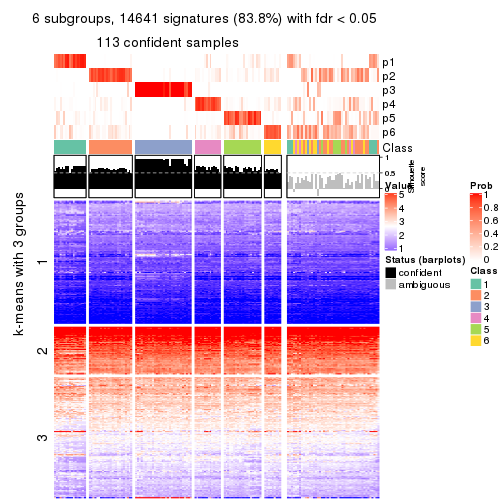 6 subgroups, 14641 signatures (83.8%) with fdr < 0.05
113 confident samples
p1
p2
p3
p4
p5
p6
Class
1
0.5
0
Silhouette
score
k-means with 3 groups
1
2
3
Value
5
4
3
2
1
Status (barplots)
confident
ambiguous
Prob
1
0.8
0.6
0.4
0.2
0
Class
1
2
3
4
5
6